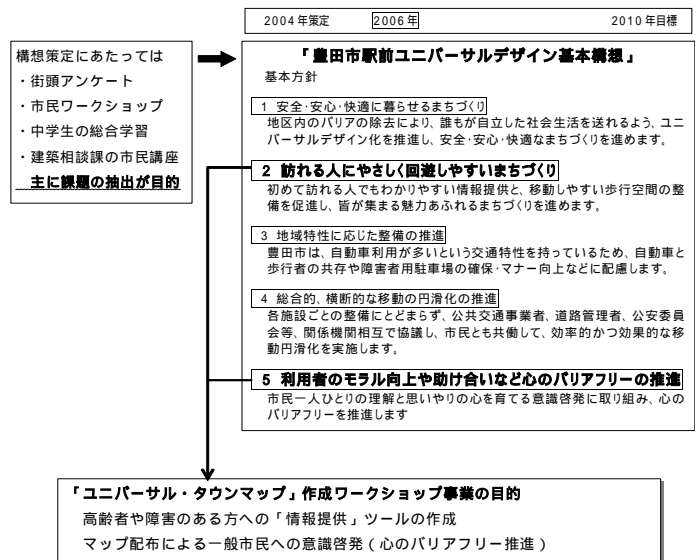 2004年策定 2006年 2010年目標
構想策定にあたっては
・街頭アンケート
・市民ワークショップ
・中学生の総合学習
・建築相談課の市民講座
主に課題の抽出が目的
「豊田市駅前ユニバーサルデザイン基本構想」
基本方針
1 安全・安心・快適に暮らせるまちづくり
地区内のバリアの除去により、誰もが自立した社会生活を送れるよう、ユニ
バーサルデザイン化を推進し、安全・安心・快適なまちづくりを進めます。
2 訪れる人にやさしく回遊しやすいまちづくり
初めて訪れる人でもわかりやすい情報提供と、移動しやすい歩行空間の整
備を促進し、皆が集まる魅力あふれるまちづくりを進めます。
3 地域特性に応じた整備の推進
豊田市は、自動車利用が多いという交通特性を持っているため、自動車と
歩行者の共存や障害者用駐車場の確保・マナー向上などに配慮します。
4 総合的、横断的な移動の円滑化の推進
各施設ごとの整備にとどまらず、公共交通事業者、道路管理者、公安委員
会等、関係機関相互で協議し、市民とも共働して、効率的かつ効果的な移
動円滑化を実施します。
5 利用者のモラル向上や助け合いなど心のバリアフリーの推進
市民一人ひとりの理解と思いやりの心を育てる意識啓発に取り組み、心の
バリアフリーを推進します
「ユニバーサル・タウンマップ」作成ワークショップ事業の目的
高齢者や障害のある方への「情報提供」ツールの作成
マップ配布による一般市民への意識啓発(心のバリアフリー推進)